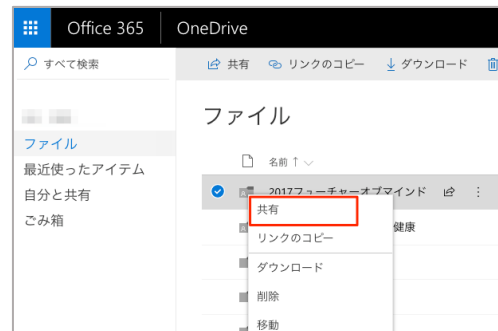 Office 365
OneDrive
すべて検索
共有
リンクのコピー
ダウンロード
ファイル
ファイル
最近使ったアイテム
自分と共有
ごみ箱
名前 ↑
2017フューチャーオブマインド
共有
健康
リンクのコピー
ダウンロード
削除
移動